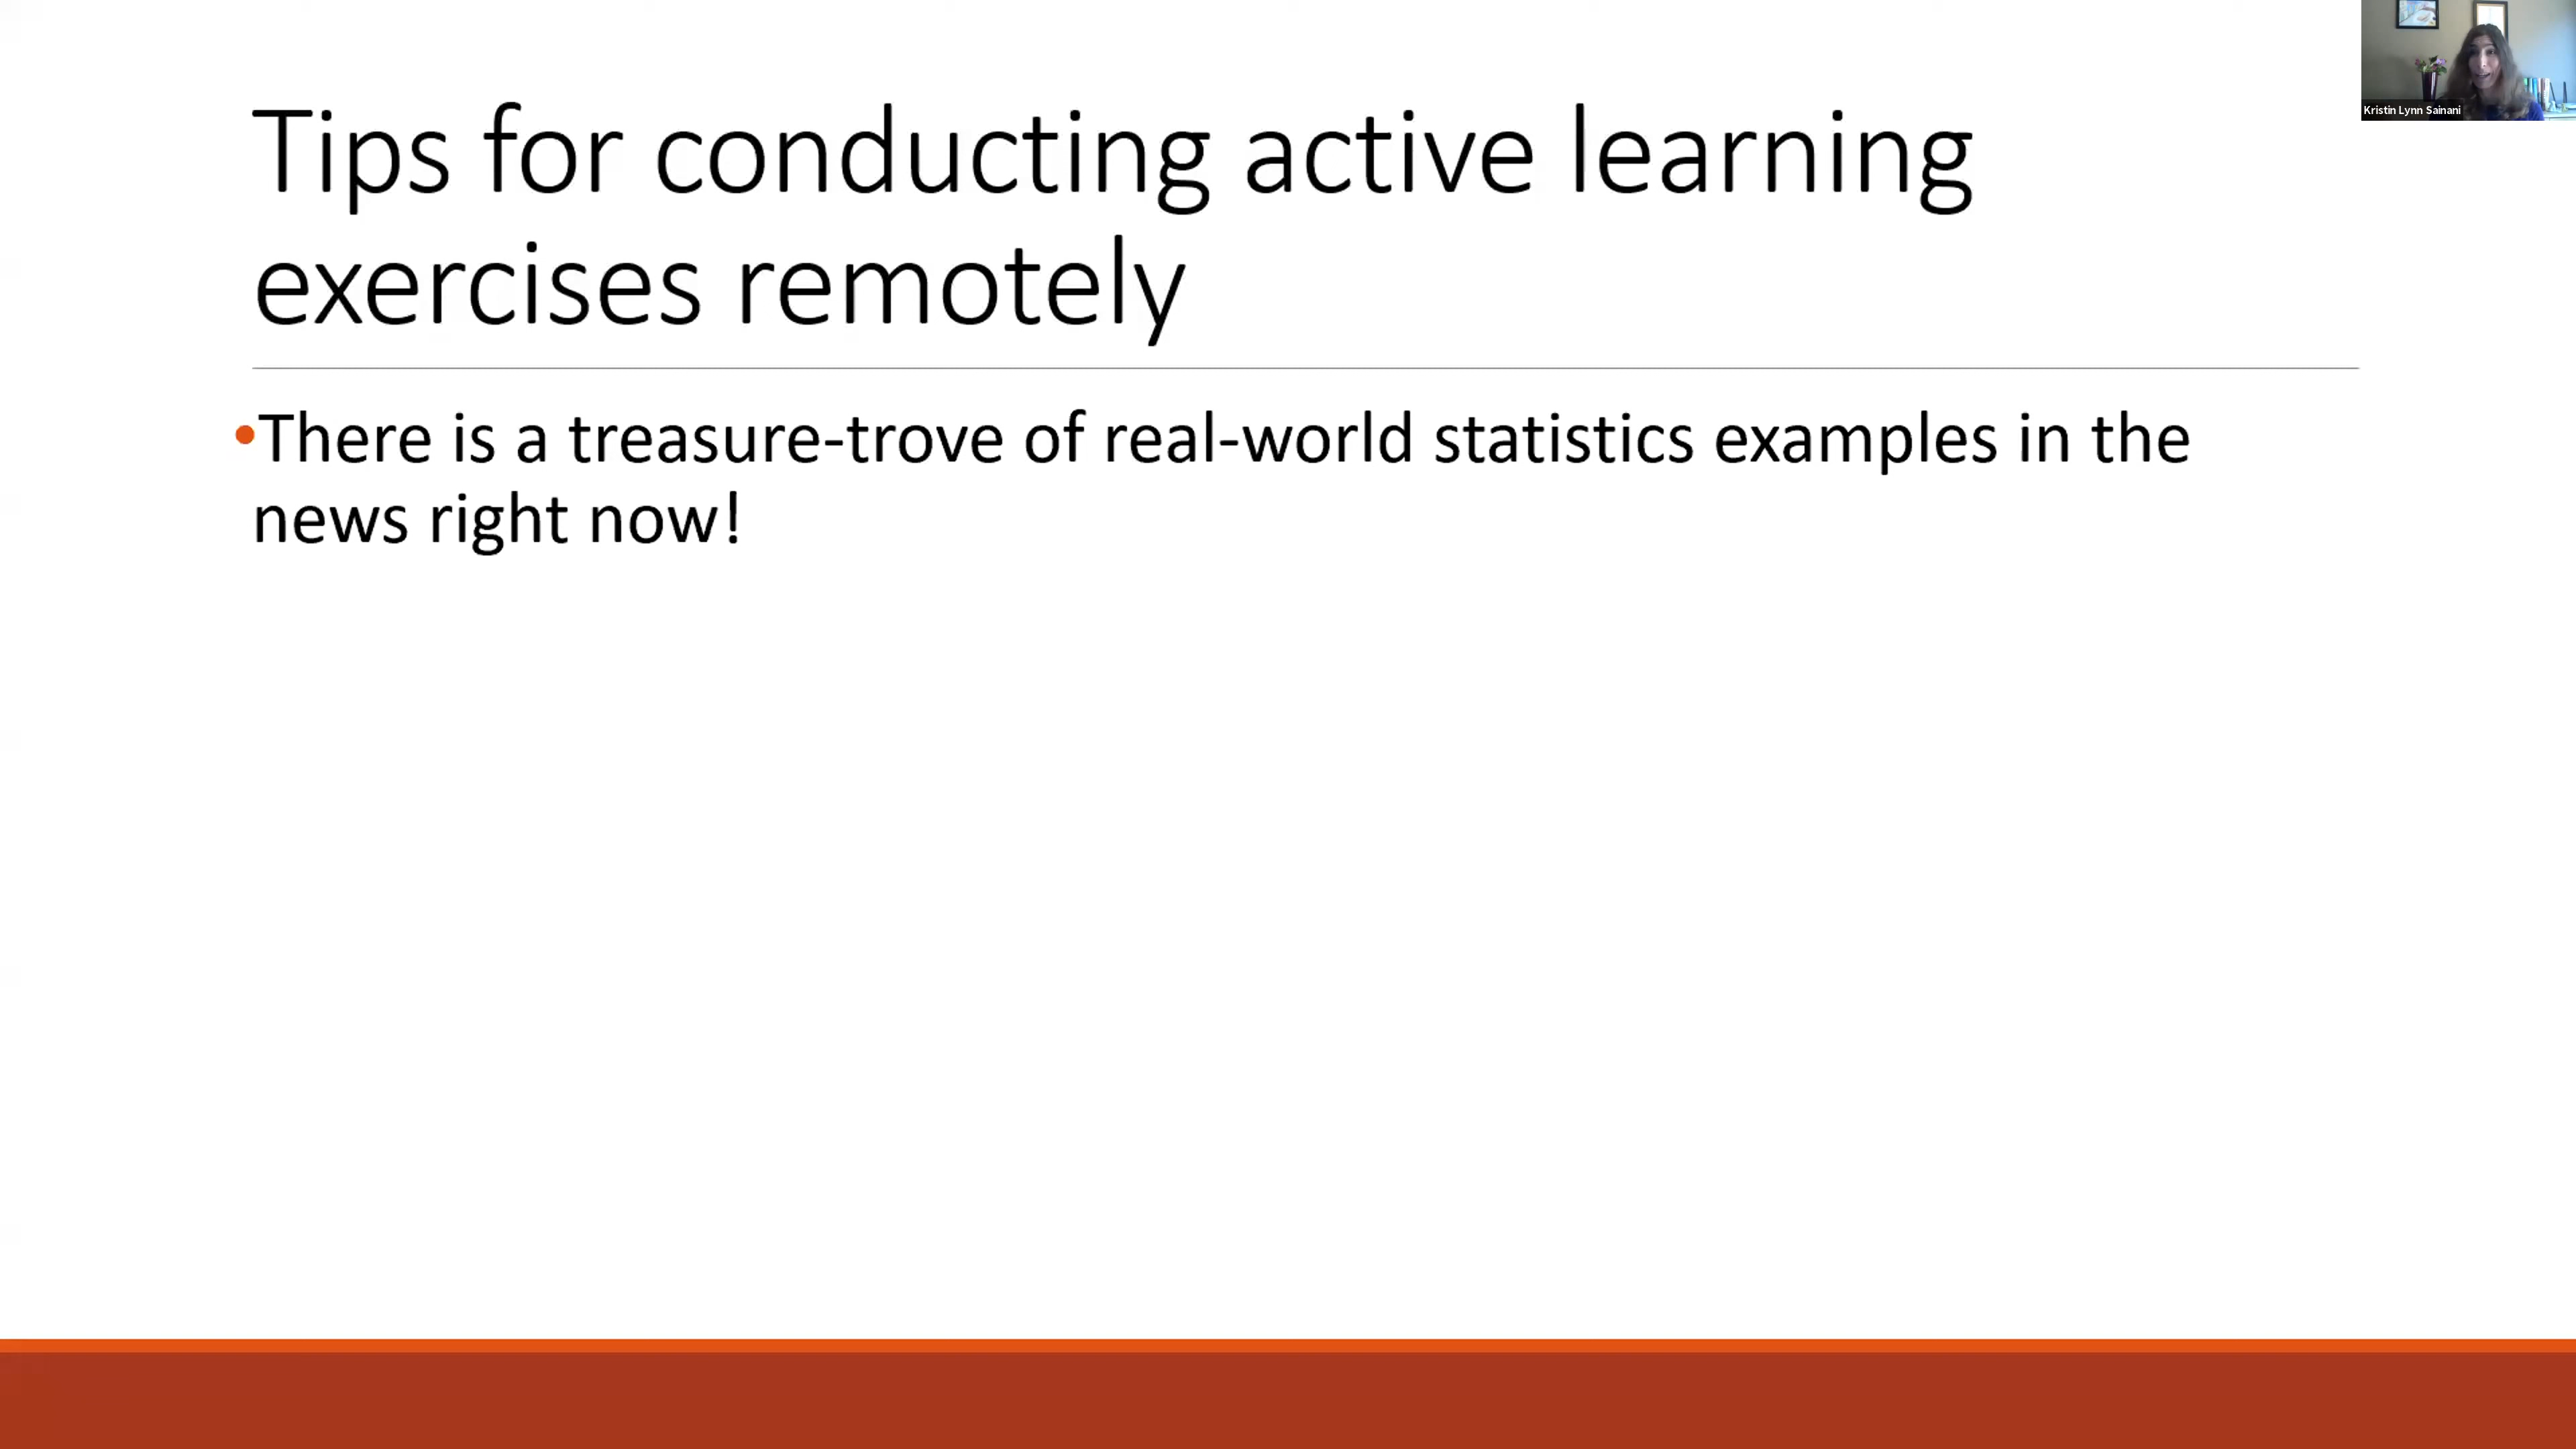 Tips for conducting active learning
exercises remotely
•There is a treasure-trove of real-world statistics examples in the
news right now!
Kristin Lynn Sainani